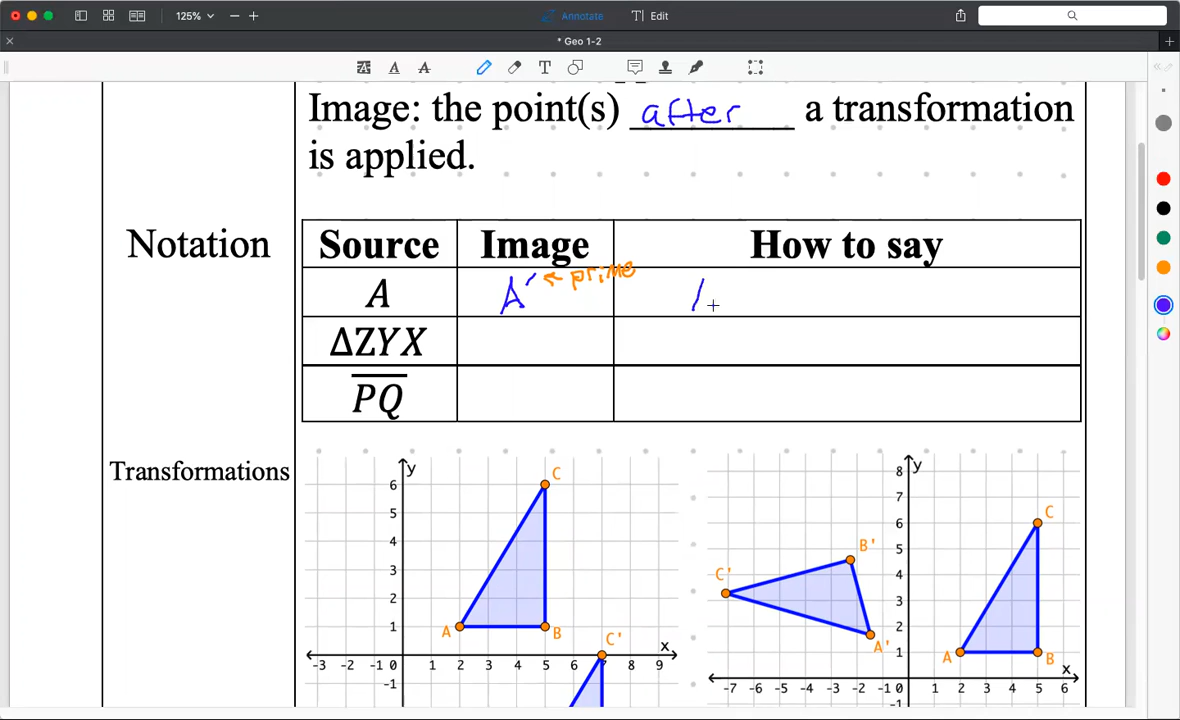 125%
Annotate
Edit
* Geo 1-2
Image: the point(s) after a transformation
is applied.
Notation
Source Image How to say
A A′ ← prime
ΔZYX
PQ
Transformations
y
C
6
5
4
3
2
1
A B
C'
x
-3 -2 -1 0 1 2 3 4 5 6 7 8 9
-1
y
8
7
6
5
4
3
2
1
C
B'
C'
A'
A B
x
-7 -6 -5 -4 -3 -2 -1 0 1 2 3 4 5 6
-1